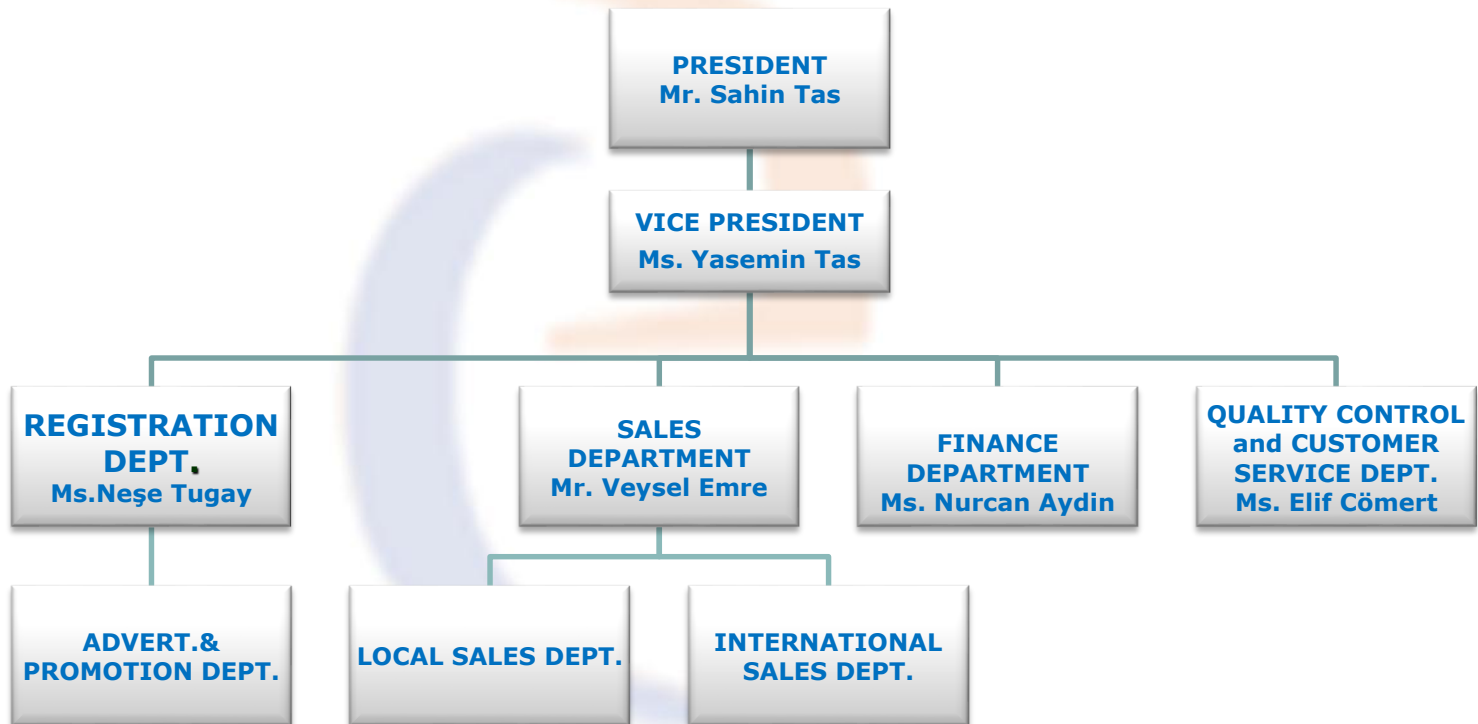 PRESIDENT
Mr. Sahin Tas
VICE PRESIDENT
Ms. Yasemin Tas
REGISTRATION
DEPT.
Ms.Neşe Tugay
SALES
DEPARTMENT
Mr. Veysel Emre
FINANCE
DEPARTMENT
Ms. Nurcan Aydin
QUALITY CONTROL
and CUSTOMER
SERVICE DEPT.
Ms. Elif Cömert
ADVERT.&
PROMOTION DEPT.
LOCAL SALES DEPT.
INTERNATIONAL
SALES DEPT.